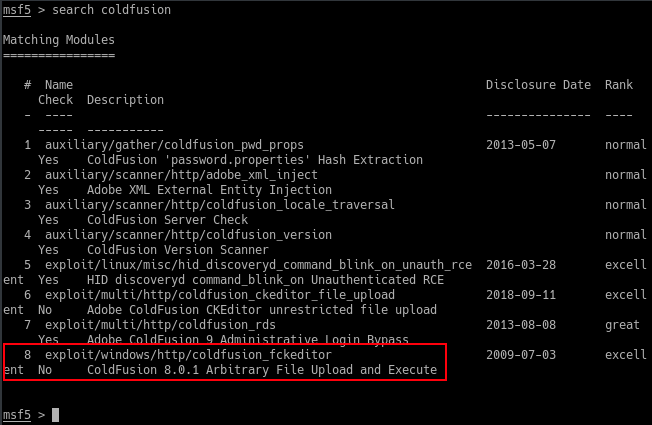 msf5 > search coldfusion
Matching Modules
================
# Name Disclosure Date Rank
Check Description
- ---- --------------- ----
----- -----------
1 auxiliary/gather/coldfusion_pwd_props 2013-05-07 normal
Yes ColdFusion 'password.properties' Hash Extraction
2 auxiliary/scanner/http/adobe_xml_inject normal
Yes Adobe XML External Entity Injection
3 auxiliary/scanner/http/coldfusion_locale_traversal normal
Yes ColdFusion Server Check
4 auxiliary/scanner/http/coldfusion_version normal
Yes ColdFusion Version Scanner
5 exploit/linux/misc/hid_discoveryd_command_blink_on_unauth_rce 2016-03-28 excell
ent Yes HID discoveryd command_blink_on Unauthenticated RCE
6 exploit/multi/http/coldfusion_ckeditor_file_upload 2018-09-11 excell
ent No Adobe ColdFusion CKEditor unrestricted file upload
7 exploit/multi/http/coldfusion_rds 2013-08-08 great
Yes Adobe ColdFusion 9 Administrative Login Bypass
8 exploit/windows/http/coldfusion_fckeditor 2009-07-03 excell
ent No ColdFusion 8.0.1 Arbitrary File Upload and Execute
msf5 >